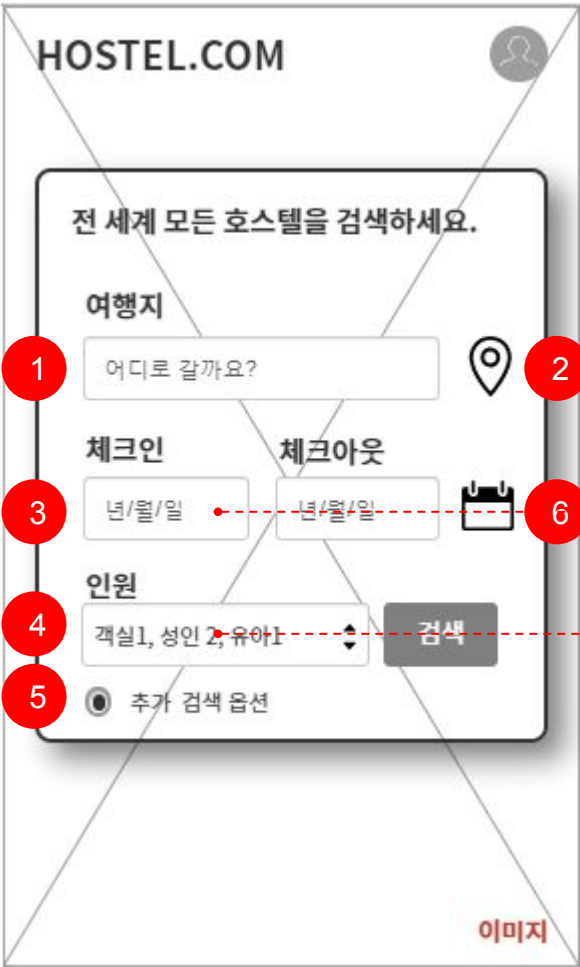 HOSTEL.COM
전 세계 모든 호스텔을 검색하세요.
여행지
1 어디로 갈까요? 2
체크인 체크아웃
3 년/월/일 년/월/일 6
인원
4 객실1, 성인 2, 유아1 검색
5 추가 검색 옵션
이미지